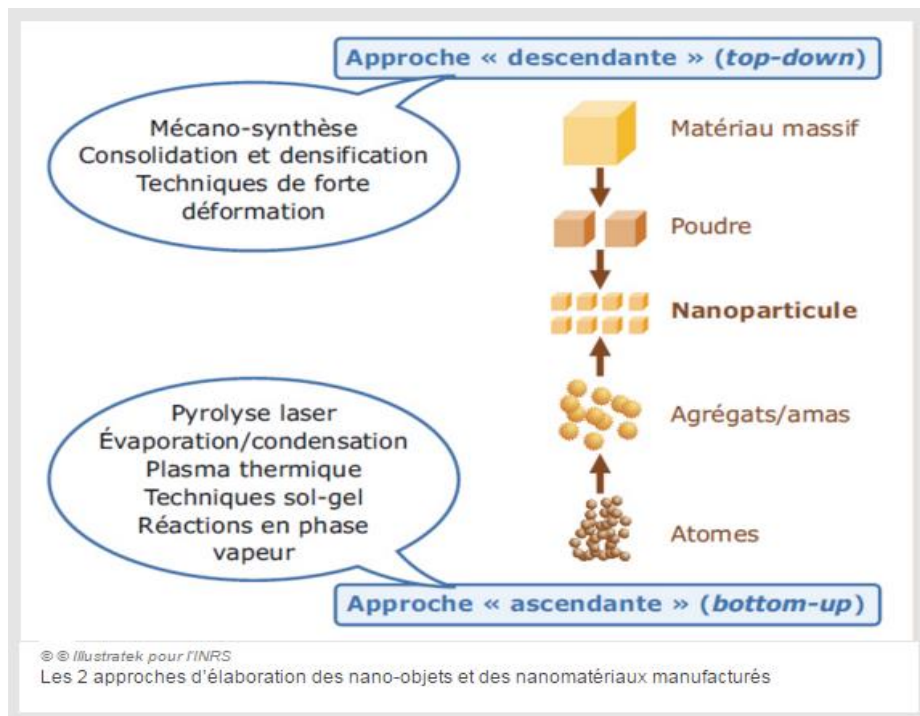 Approche « descendante » (top-down)
Mécano-synthèse
Consolidation et densification
Techniques de forte
déformation
Matériau massif
Poudre
Nanoparticule
Agrégats/amas
Atomes
Pyrolyse laser
Évaporation/condensation
Plasma thermique
Techniques sol-gel
Réactions en phase
vapeur
Approche « ascendante » (bottom-up)
© © Illustratek pour l'INRS
Les 2 approches d'élaboration des nano-objets et des nanomatériaux manufacturés